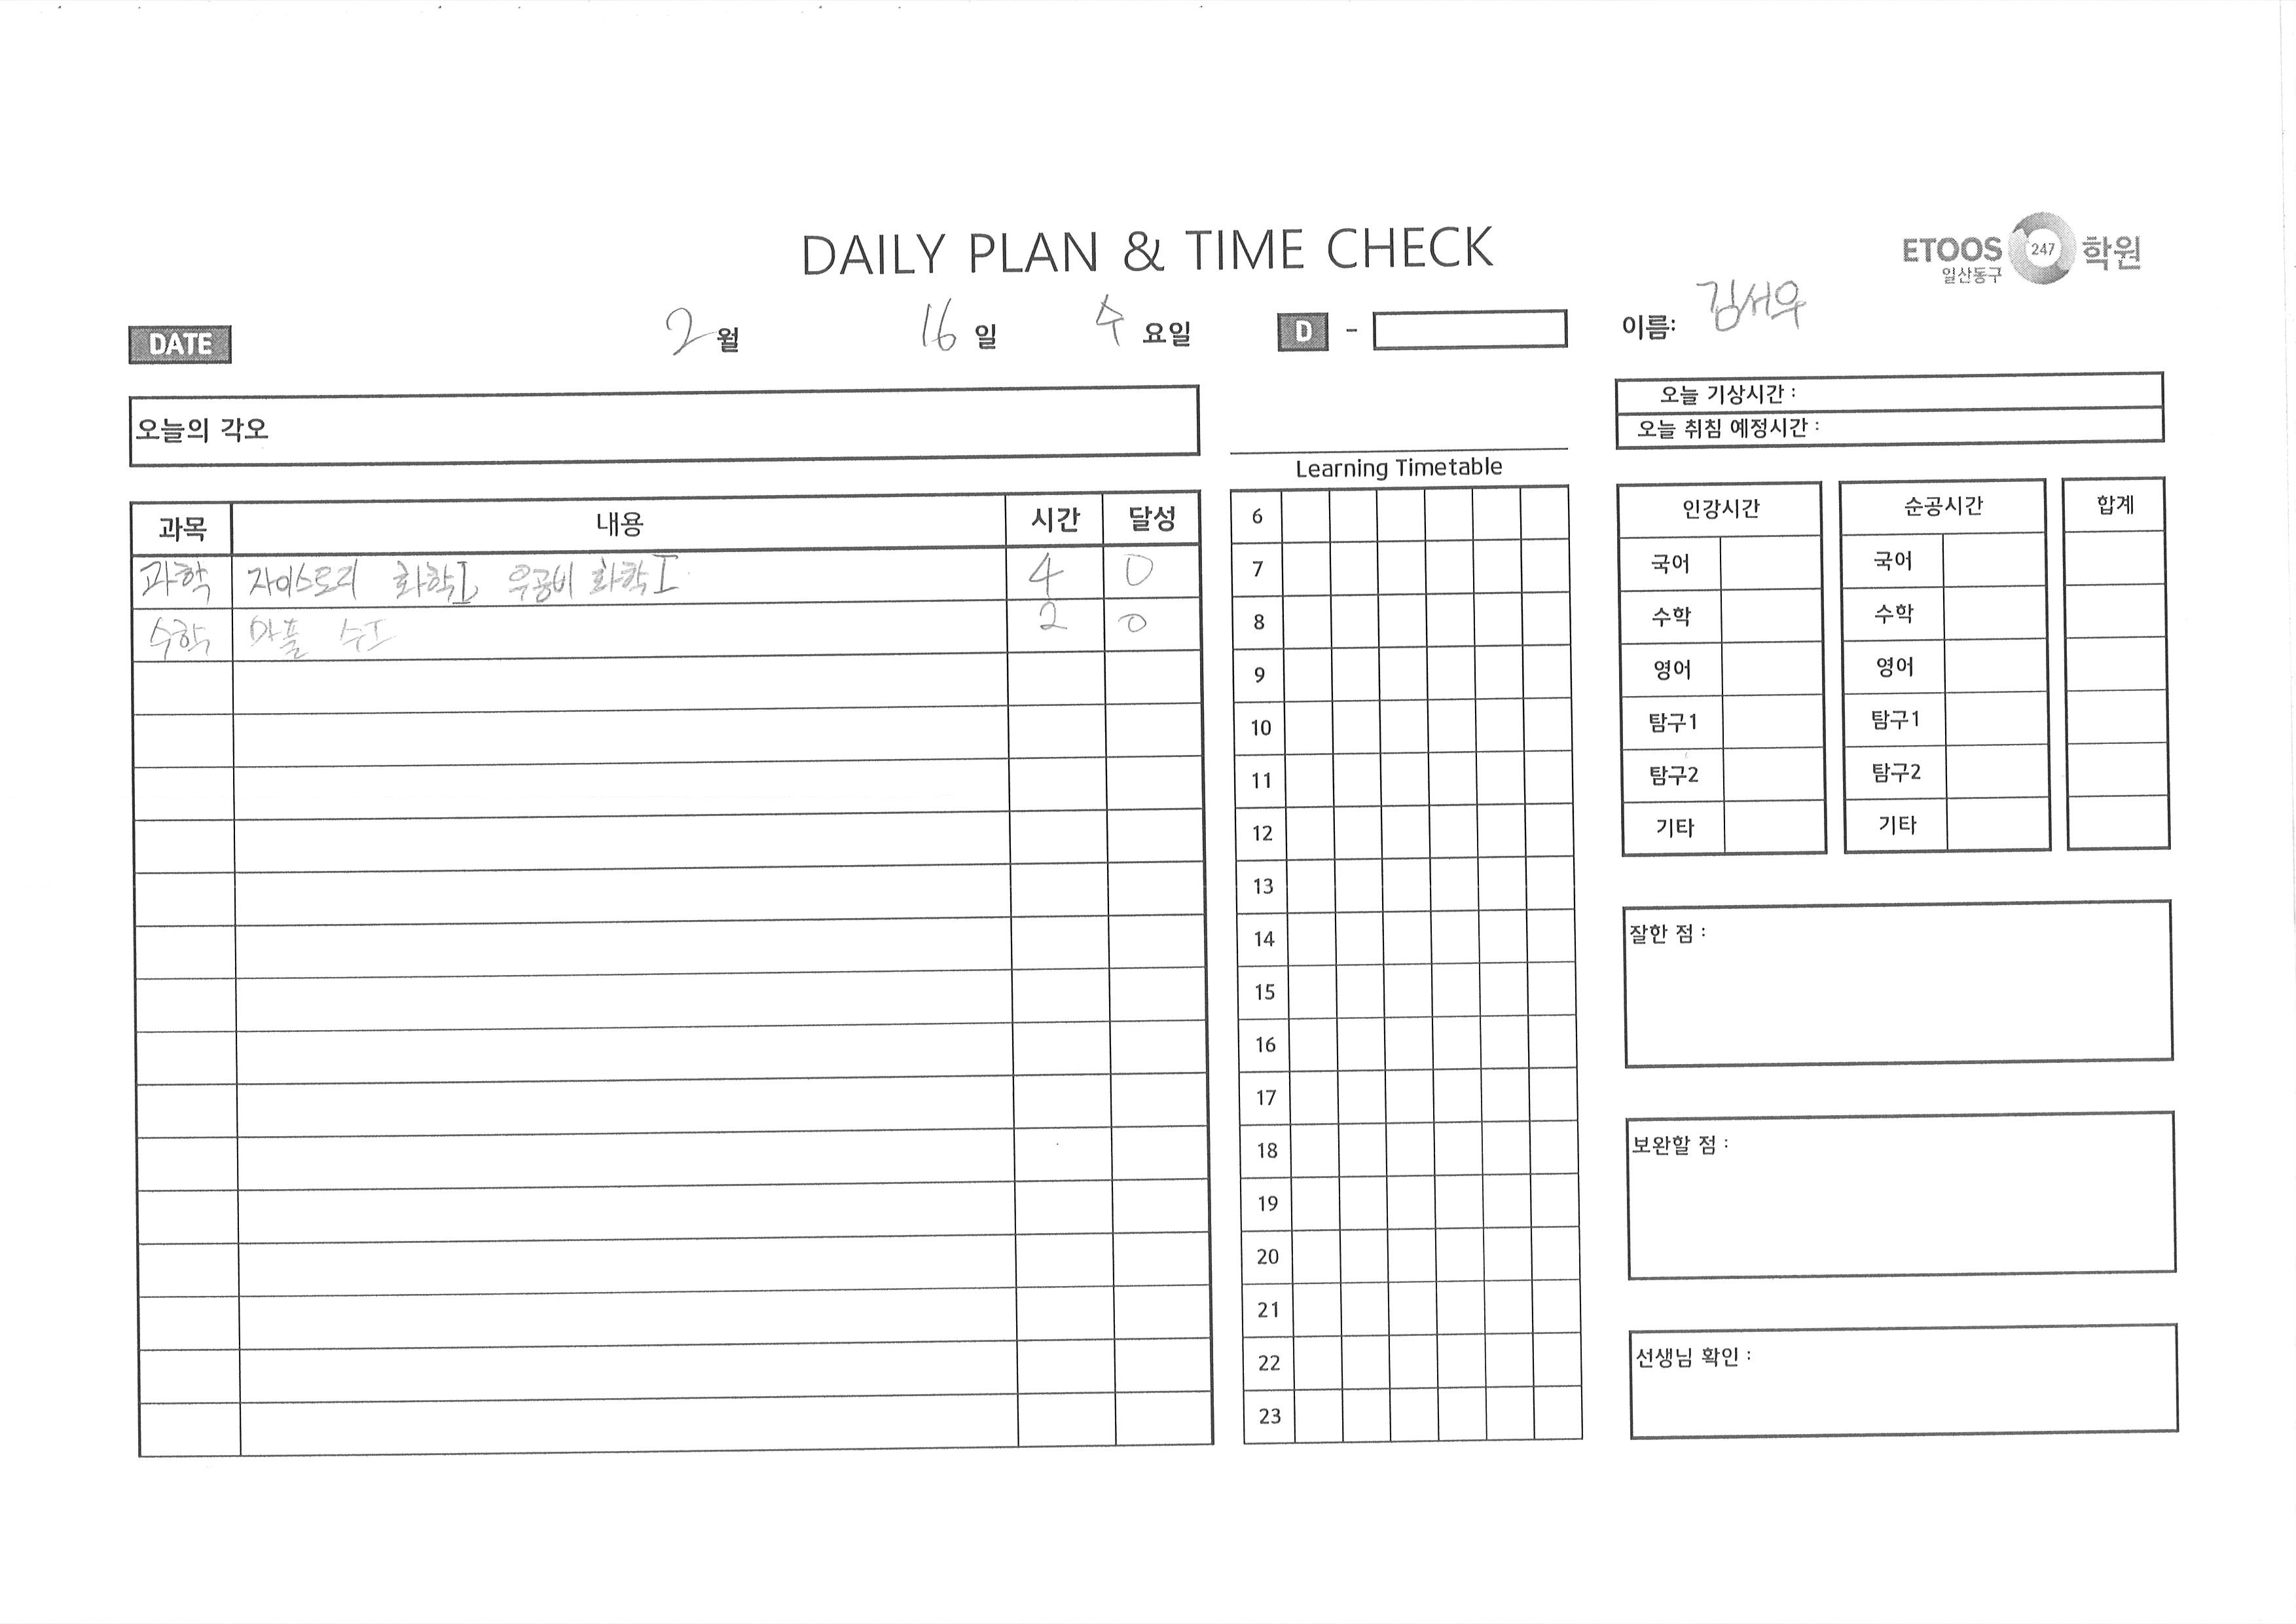 DAILY PLAN & TIME CHECK
ETOOS 247 학원
일산동구
DATE 2월 16일 수요일 D - 이름: 김서우
오늘의 각오
오늘 기상시간 :
오늘 취침 예정시간 :
Learning Timetable
과목 내용 시간 달성
과학 자이스토리 화학I, 우공비 화학I 4 O
수학 마플 수I 2 O
6
7
8
9
10
11
12
13
14
15
16
17
18
19
20
21
22
23
인강시간 순공시간 합계
국어 국어
수학 수학
영어 영어
탐구1 탐구1
탐구2 탐구2
기타 기타
잘한 점 :
보완할 점 :
선생님 확인 :